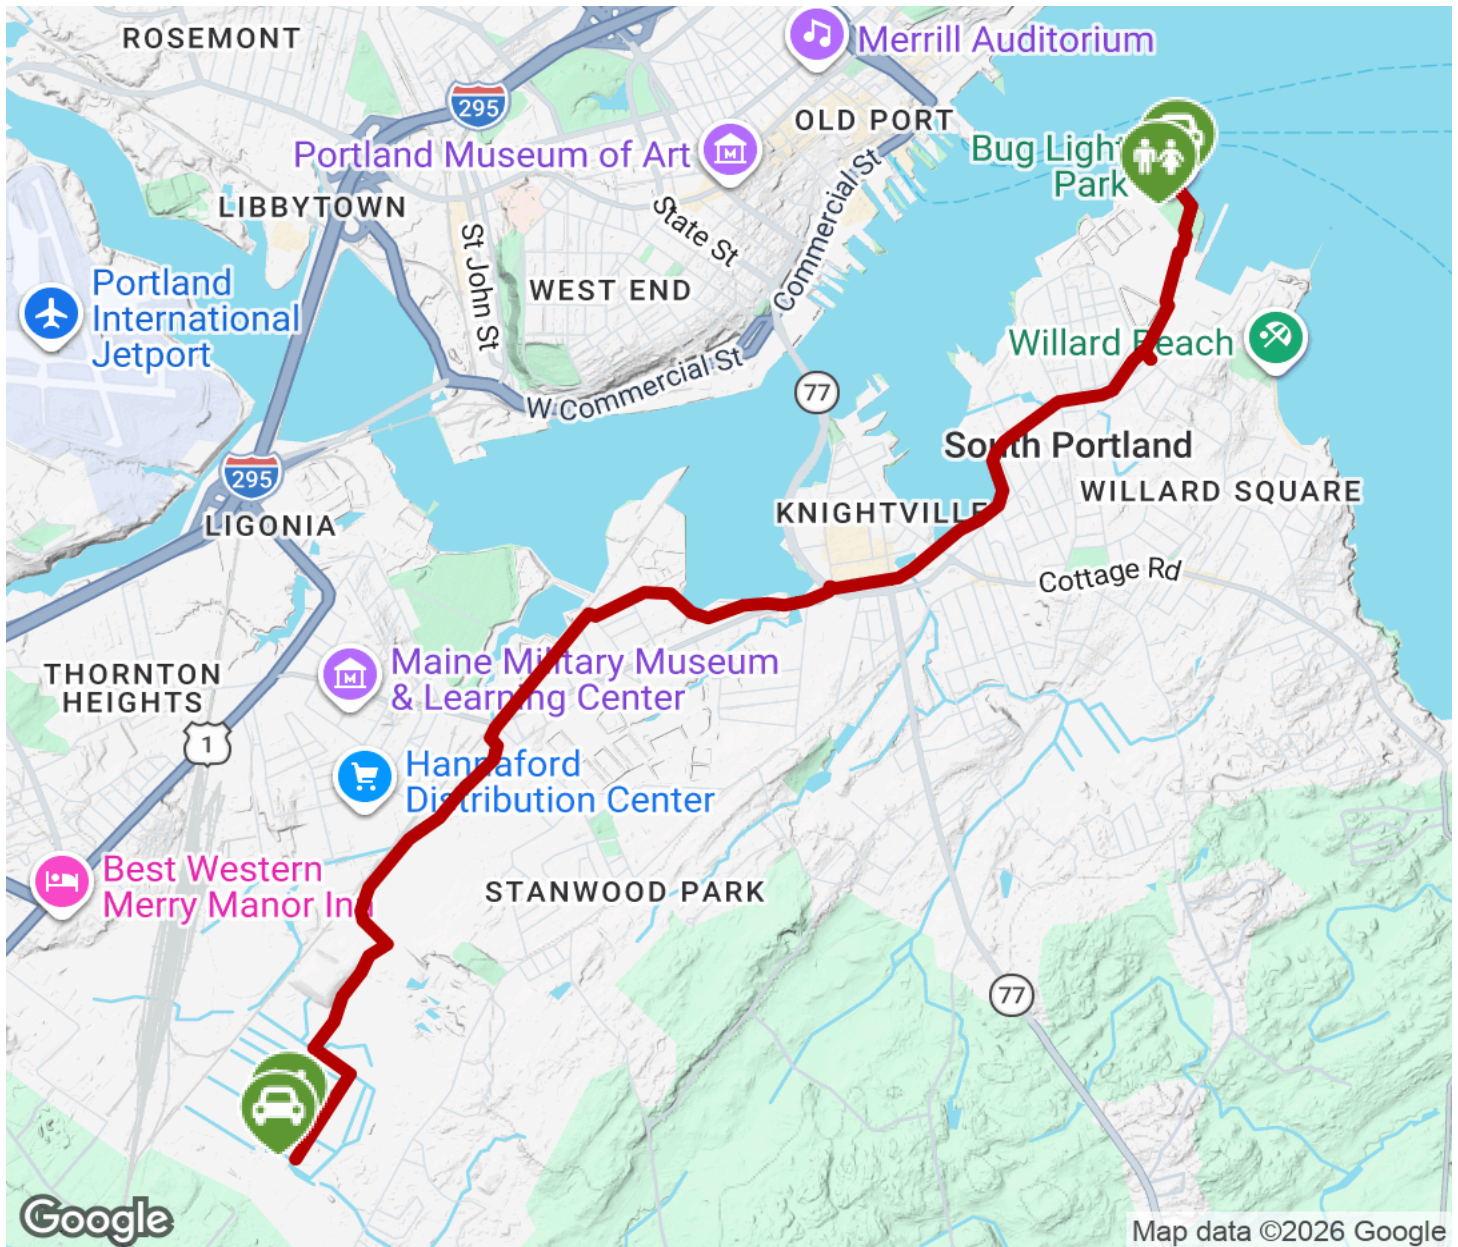 ROSEMONT
Merrill Auditorium
295
OLD PORT
Portland Museum of Art
Bug Light
Park
LIBBYTOWN
State St
Commercial St
St John St
WEST END
Portland
International
Jetport
Willard Beach
W Commercial St
77
South Portland
295
WILLARD SQUARE
KNIGHTVILLE
LIGONIA
Cottage Rd
THORNTON
HEIGHTS
Maine Military Museum
& Learning Center
1
Hannaford
Distribution Center
Best Western
Merry Manor Inn
STANWOOD PARK
77
Google
Map data ©2026 Google